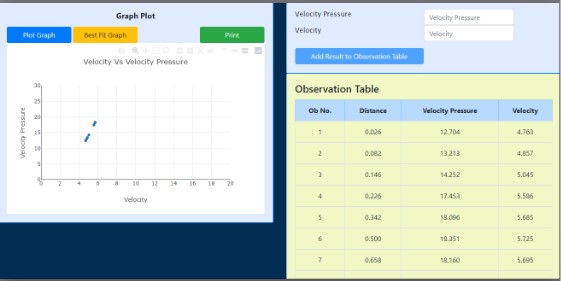 Graph Plot
Plot Graph
Best Fit Graph
Print
Velocity Vs Velocity Pressure
Velocity Pressure
30
25
20
15
10
5
0
0 2 4 6 8 10 12 14 16 18 20
Velocity
Velocity Pressure
Velocity Pressure
Velocity
Velocity
Add Result to Observation Table
Observation Table
Ob No. Distance Velocity Pressure Velocity
1 0.026 12.704 4.763
2 0.082 13.213 4.857
3 0.146 14.252 5.045
4 0.226 17.453 5.586
5 0.342 18.096 5.685
6 0.500 18.351 5.725
7 0.658 18.160 5.695